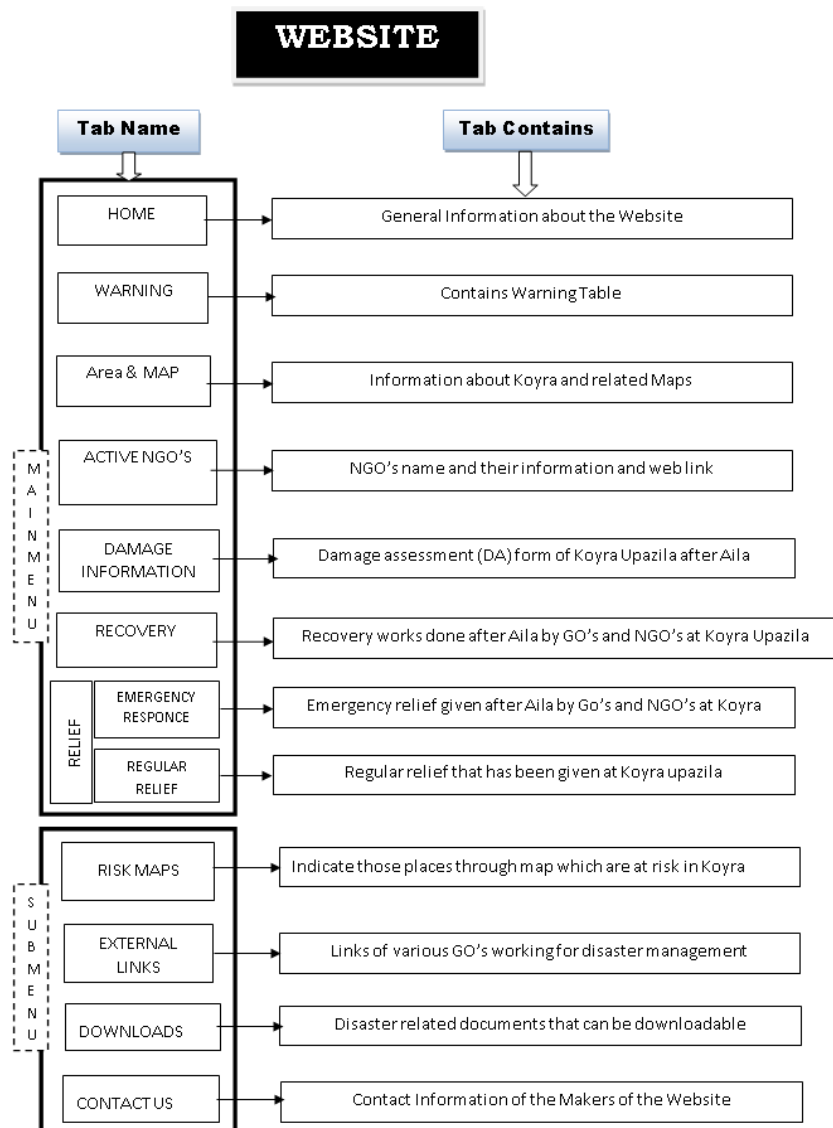 WEBSITE
Tab Name
Tab Contains
HOME
General Information about the Website
WARNING
Contains Warning Table
Area & MAP
Information about Koyra and related Maps
MAINMENU
ACTIVE NGO'S
NGO's name and their information and web link
DAMAGE
INFORMATION
Damage assessment (DA) form of Koyra Upazila after Aila
RECOVERY
Recovery works done after Aila by GO's and NGO's at Koyra Upazila
RELIEF
EMERGENCY
RESPONCE
Emergency relief given after Aila by Go's and NGO's at Koyra
REGULAR
RELIEF
Regular relief that has been given at Koyra upazila
SUBMENU
RISK MAPS
Indicate those places through map which are at risk in Koyra
EXTERNAL
LINKS
Links of various GO's working for disaster management
DOWNLOADS
Disaster related documents that can be downloadable
CONTACT US
Contact Information of the Makers of the Website